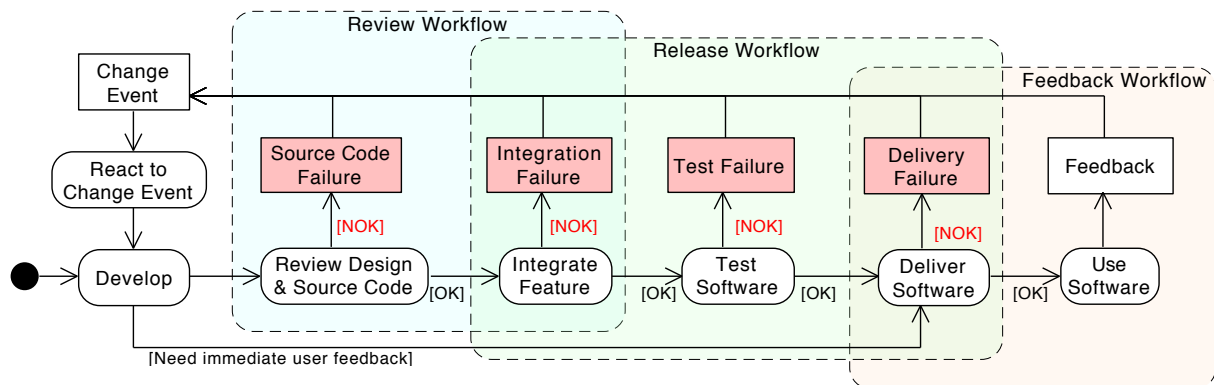 Review Workflow
Release Workflow
Feedback Workflow
Change
Event
React to
Change Event
Source Code
Failure
Integration
Failure
Test Failure
Delivery
Failure
Feedback
[NOK]
[NOK]
[NOK]
[NOK]
Develop
Review Design
& Source Code
[OK]
Integrate
Feature
[OK]
Test
Software
[OK]
Deliver
Software
[OK]
Use
Software
[Need immediate user feedback]